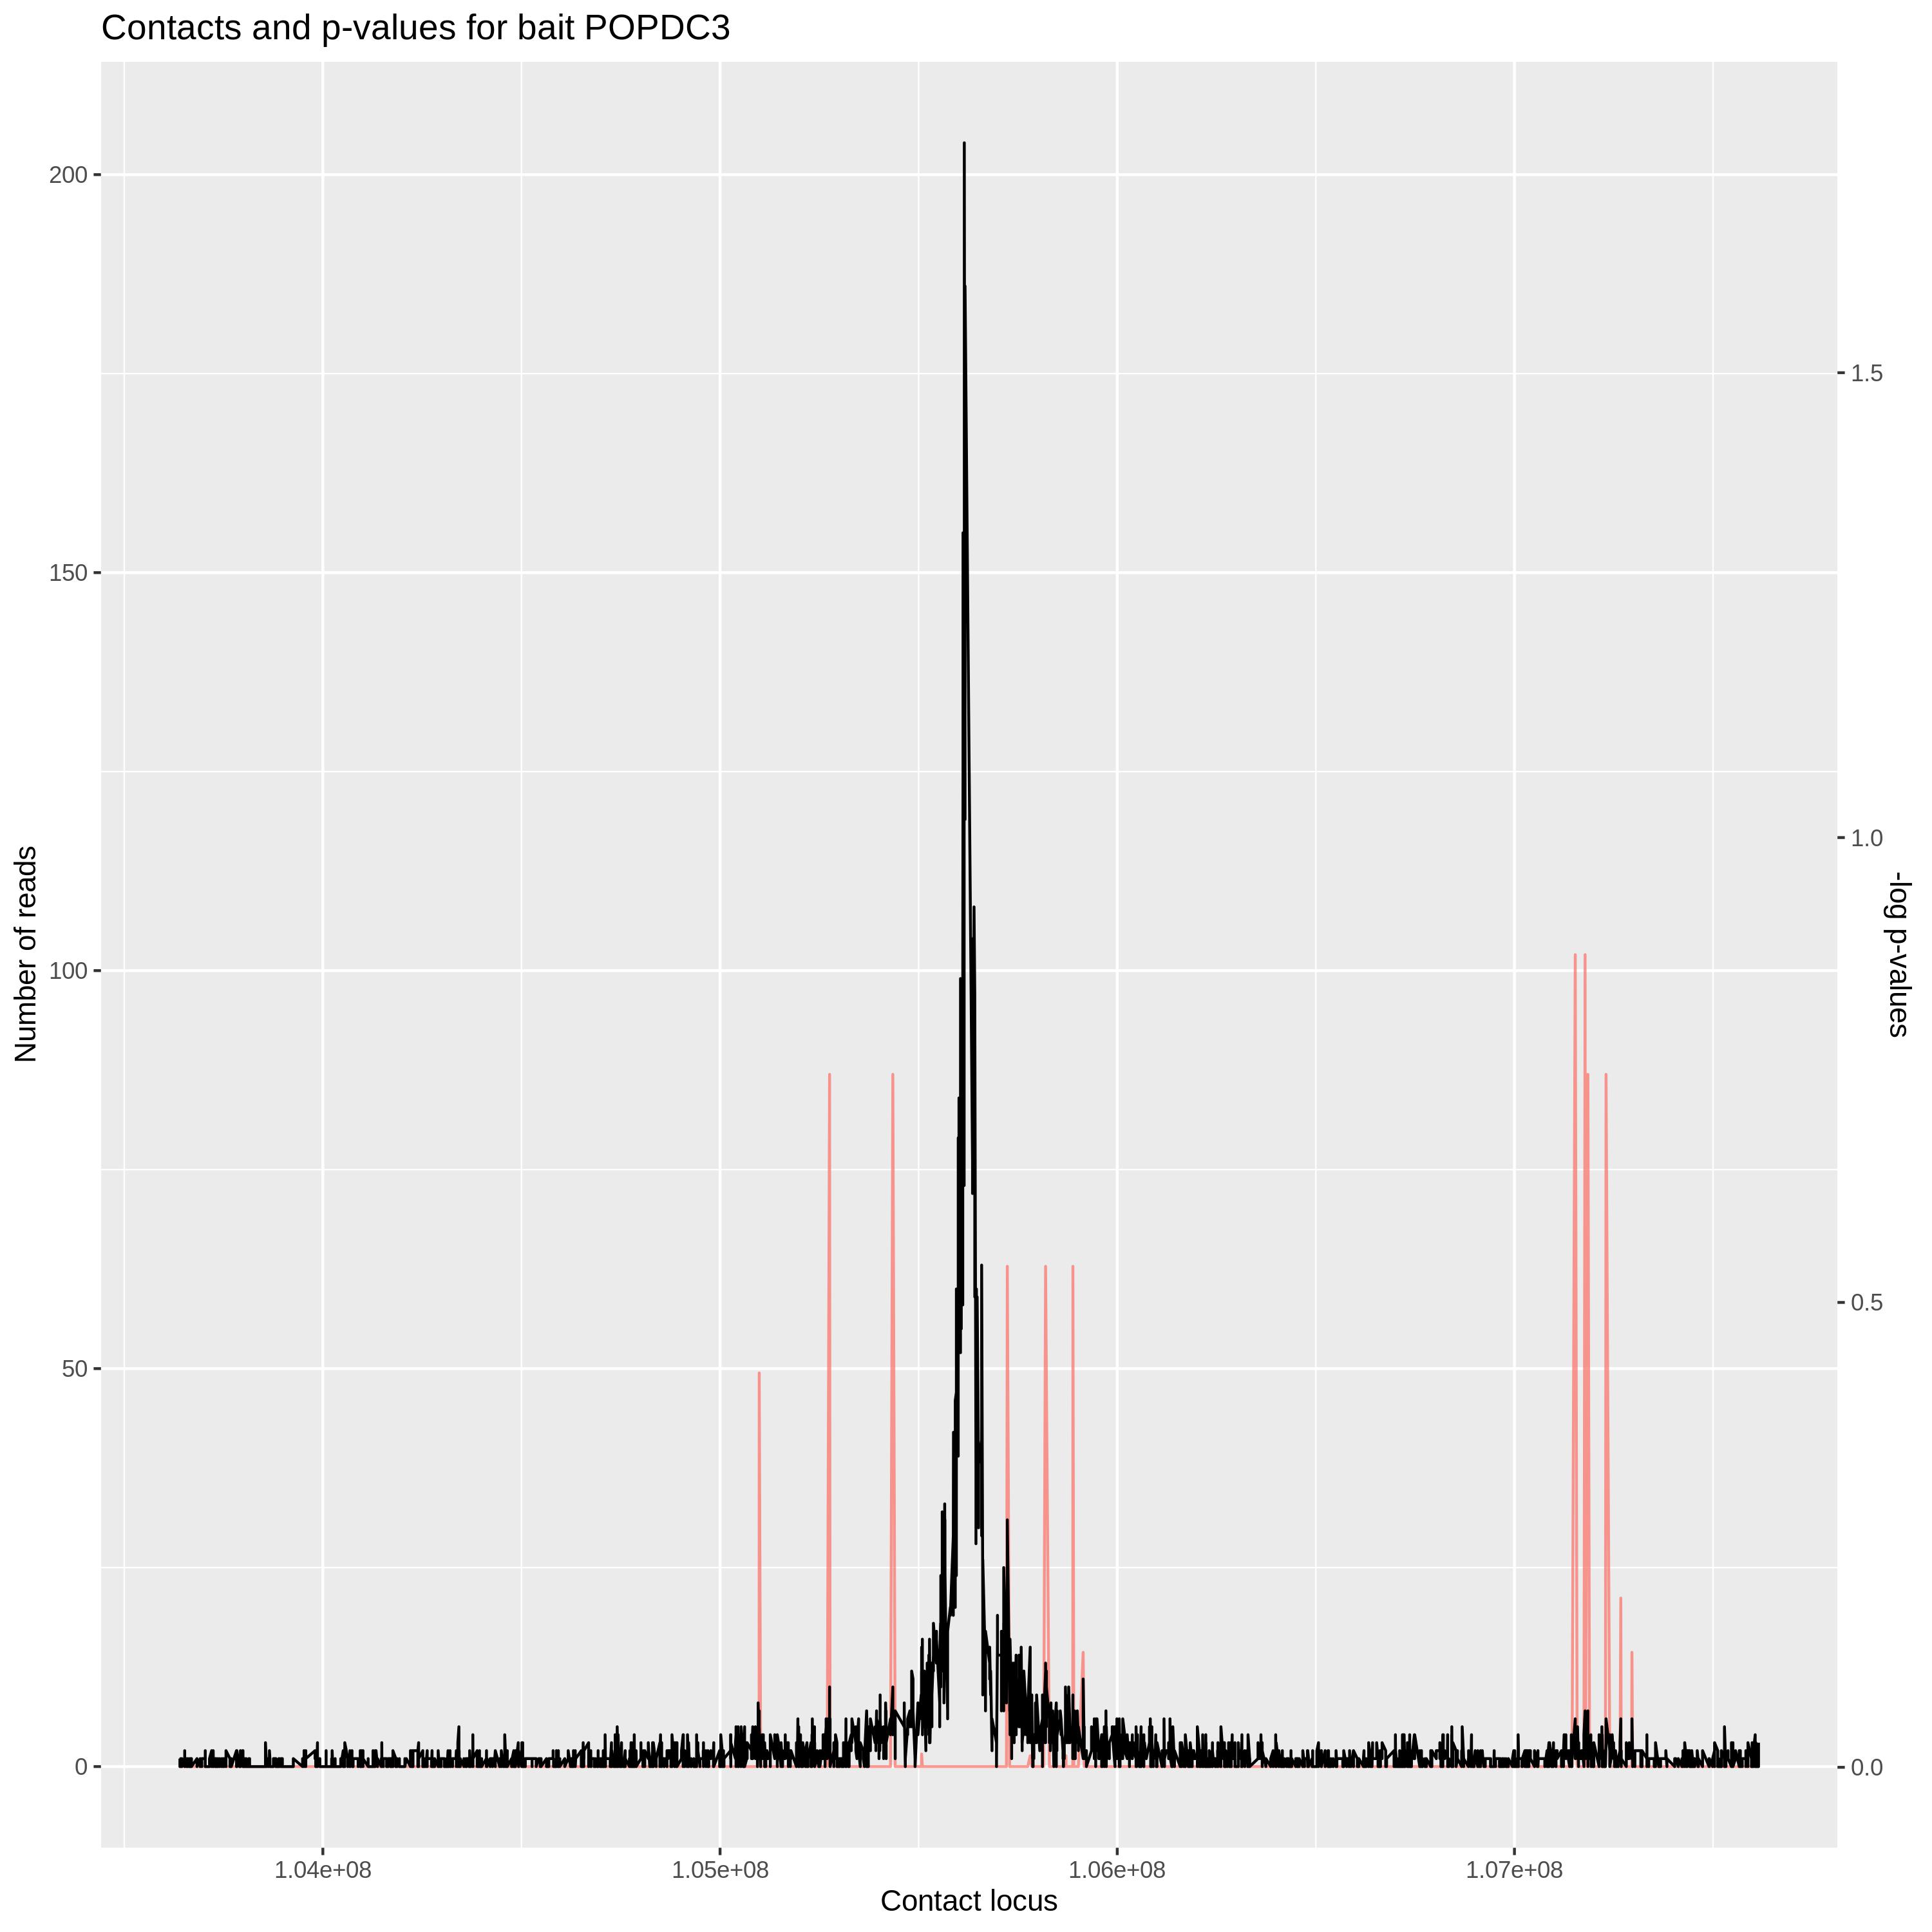 Contacts and p-values for bait POPDC3
200
150
100
50
0
Number of reads
1.5
1.0
0.5
0.0
-log p-values
1.04e+08
1.05e+08
1.06e+08
1.07e+08
Contact locus